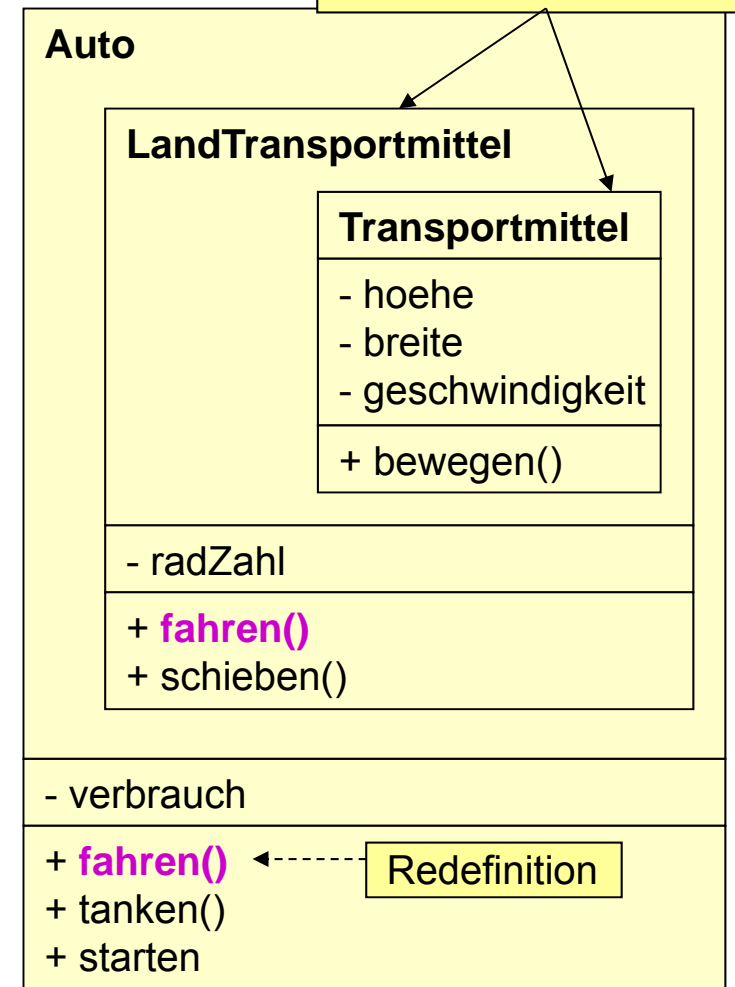 Auto
LandTransportmittel
Transportmittel
- hoehe
- breite
- geschwindigkeit
+ bewegen()
- radZahl
+ fahren()
+ schieben()
- verbrauch
+ fahren() Redefinition
+ tanken()
+ starten